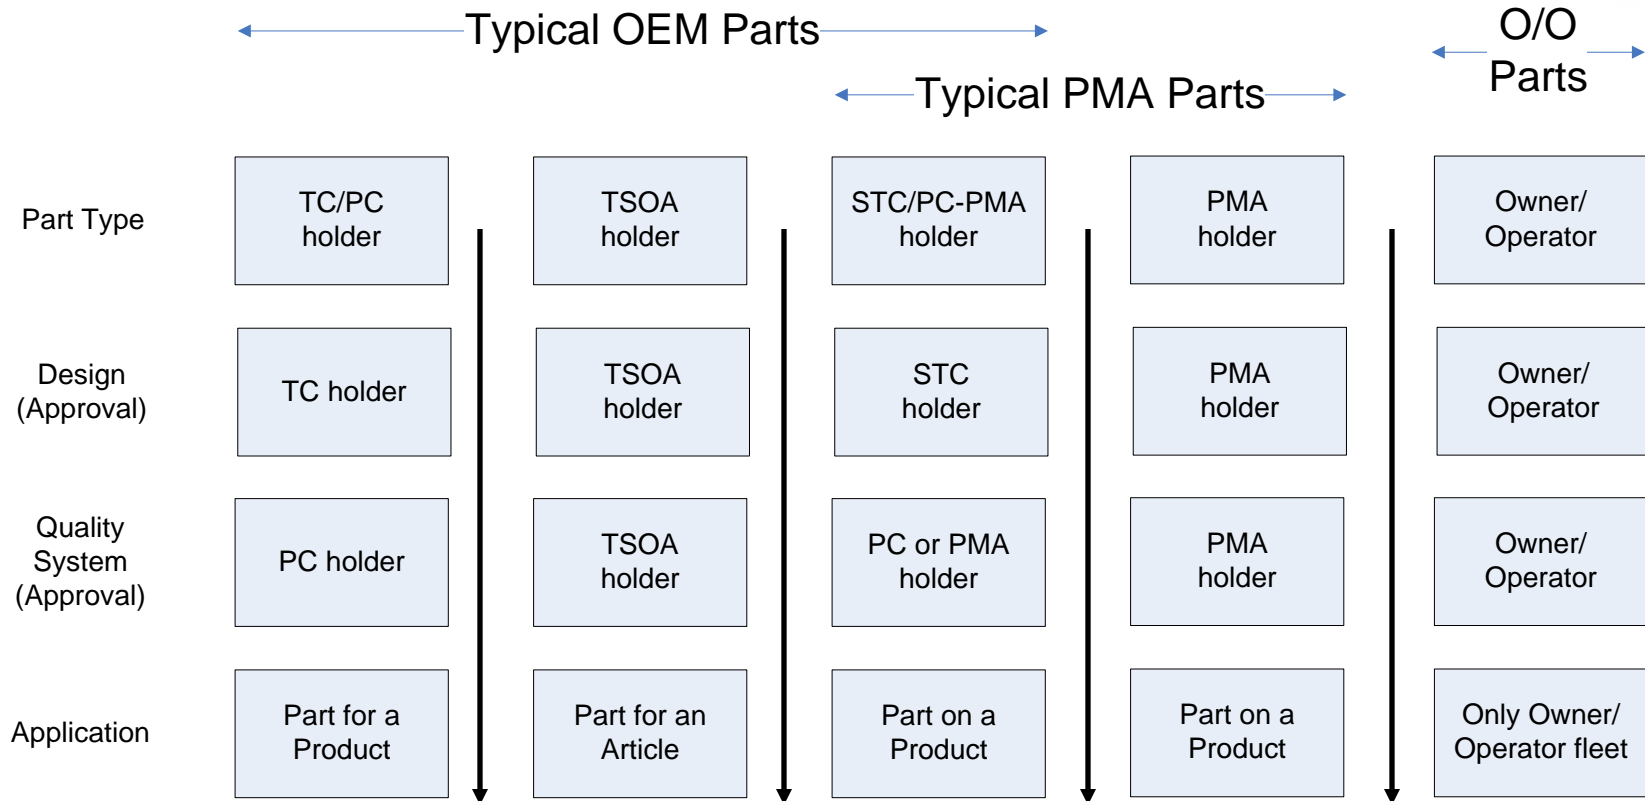 Typical OEM Parts
O/O
Parts
Typical PMA Parts
Part Type
TC/PC
holder
TSOA
holder
STC/PC-PMA
holder
PMA
holder
Owner/
Operator
Design
(Approval)
TC holder
TSOA
holder
STC
holder
PMA
holder
Owner/
Operator
Quality
System
(Approval)
PC holder
TSOA
holder
PC or PMA
holder
PMA
holder
Owner/
Operator
Application
Part for a
Product
Part for an
Article
Part on a
Product
Part on a
Product
Only Owner/
Operator fleet